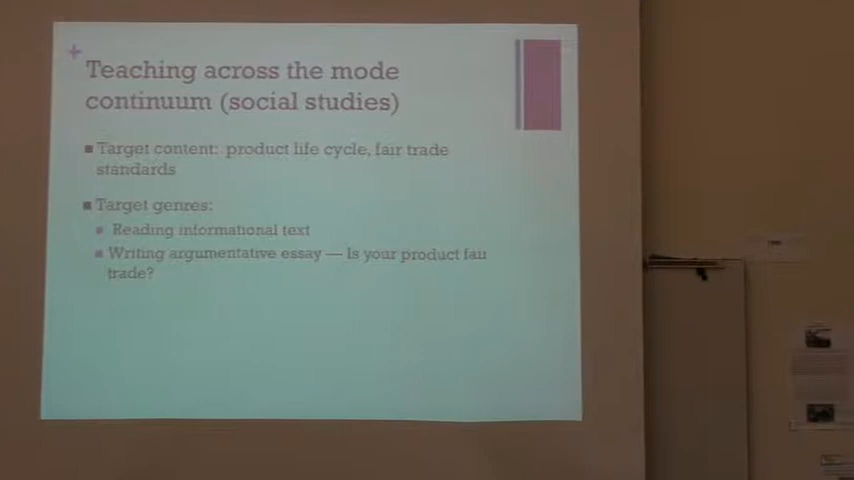 +
Teaching across the mode
continuum (social studies)
Target content: product life cycle, fair trade
standards
Target genres:
Reading informational text
Writing argumentative essay — Is your product fair
trade?